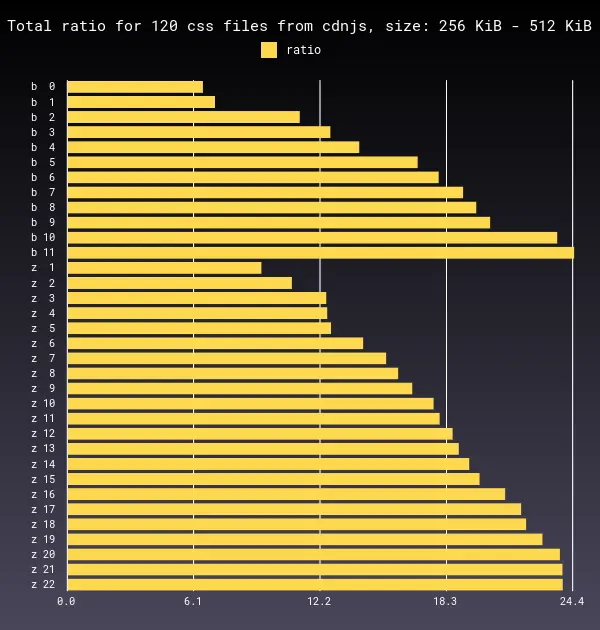 Total ratio for 120 css files from cdnjs, size: 256 KiB - 512 KiB
ratio
b 0
b 1
b 2
b 3
b 4
b 5
b 6
b 7
b 8
b 9
b 10
b 11
z 1
z 2
z 3
z 4
z 5
z 6
z 7
z 8
z 9
z 10
z 11
z 12
z 13
z 14
z 15
z 16
z 17
z 18
z 19
z 20
z 21
z 22
0.0 6.1 12.2 18.3 24.4